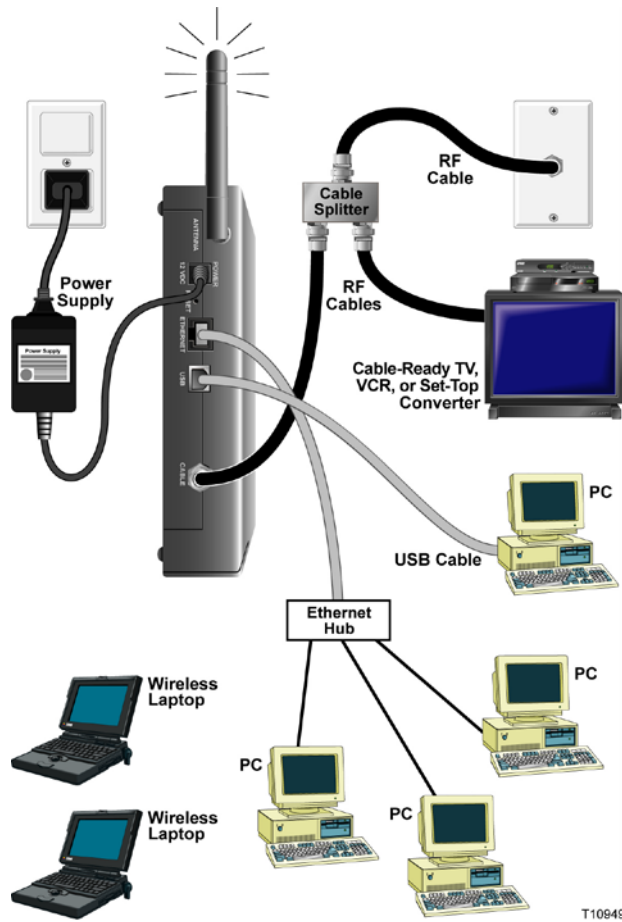 RF
Cable
Cable
Splitter
ANTENNA
Power
Supply
POWER
12 VDC
RF
Cables
ETHERNET
Power Supply
Cable-Ready TV,
VCR, or Set-Top
Converter
USB
CABLE
PC
USB Cable
Ethernet
Hub
Wireless
Laptop
PC
PC
Wireless
Laptop
PC
T10949